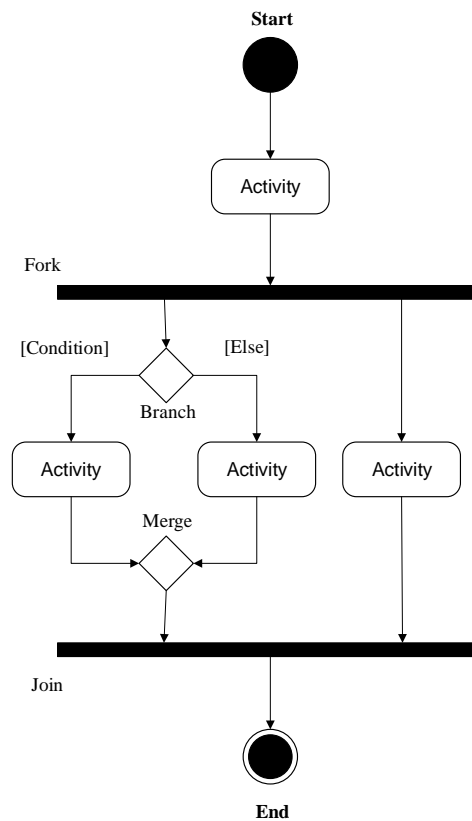 Start
Activity
Fork
[Condition]
[Else]
Branch
Activity
Activity
Activity
Merge
Join
End